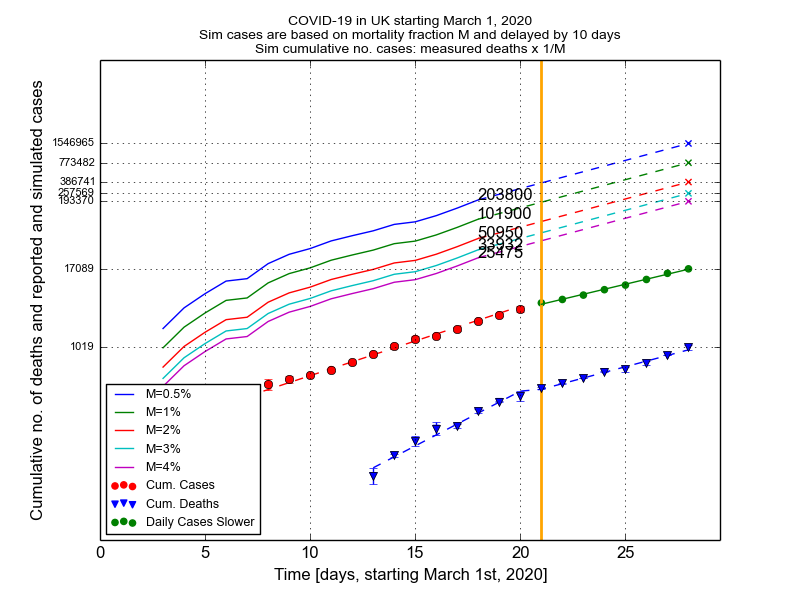 COVID-19 in UK starting March 1, 2020
Sim cases are based on mortality fraction M and delayed by 10 days
Sim cumulative no. cases: measured deaths x 1/M
Cumulative no. of deaths and reported and simulated cases
1546965
773482
386741
257569
193370
17089
1019
203800
101900
50950
33932
25475
M=0.5%
M=1%
M=2%
M=3%
M=4%
Cum. Cases
Cum. Deaths
Daily Cases Slower
0 5 10 15 20 25
Time [days, starting March 1st, 2020]